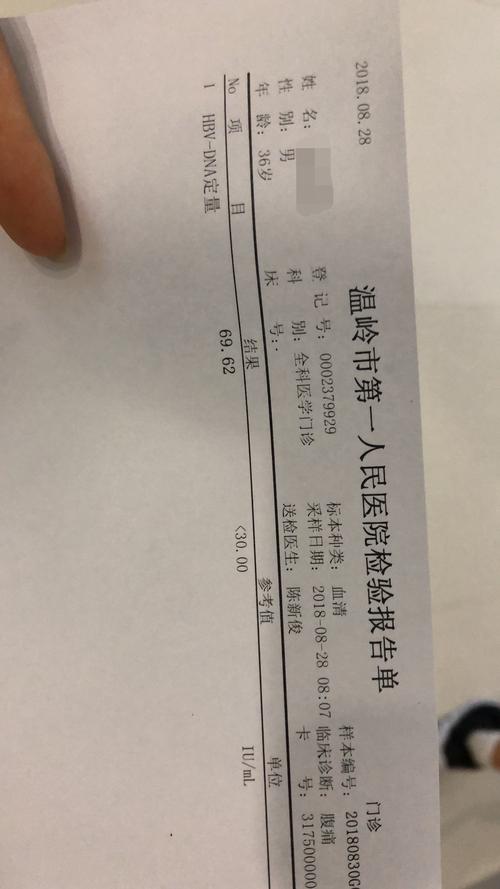 2018.08.28
温岭市第一人民医院检验报告单
门诊
姓 名： 登 记 号： 0002379929 标本种类： 血清 样本编号： 20180830G
性 别： 男 科 别： 全科医学门诊 采样日期： 2018-08-28 08:07 临床诊断： 腹痛
年 龄： 36岁 床 号： . 送检医生： 陈新俊 卡 号： 317500000
No 项 目 结果 参考值 单位
1 HBV-DNA定量 69.62 <30.00 IU/mL